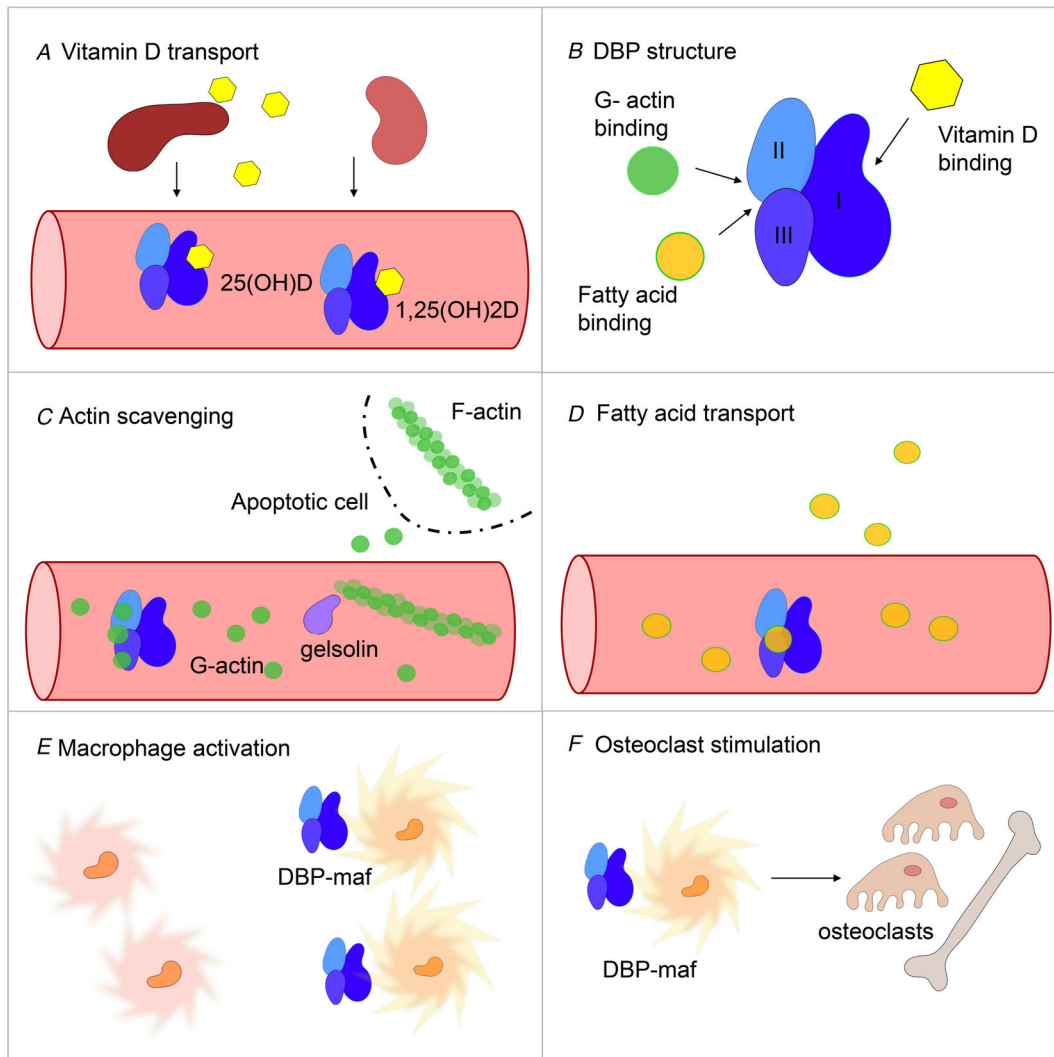 A Vitamin D transport
25(OH)D
1,25(OH)2D
B DBP structure
G- actin
binding
Vitamin D
binding
II
I
III
Fatty acid
binding
C Actin scavenging
F-actin
Apoptotic cell
gelsolin
G-actin
D Fatty acid transport
E Macrophage activation
DBP-maf
F Osteoclast stimulation
osteoclasts
DBP-maf